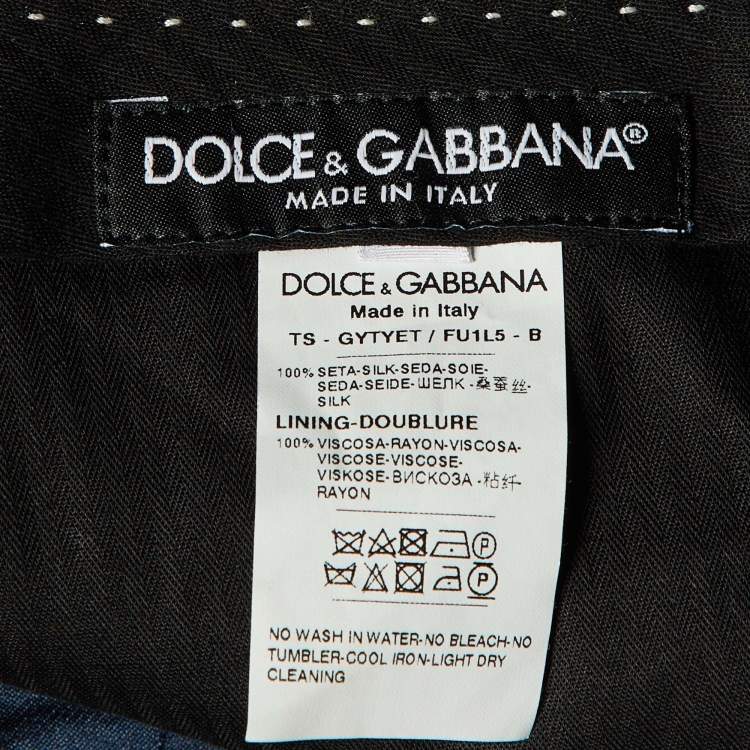 DOLCE & GABBANA®
MADE IN ITALY
DOLCE & GABBANA
Made in Italy
TS - GYTYET / FU1L5 - B
100% SETA-SILK-SEDA-SOIE-
SEDA-SEIDE-ШЕЛК -桑蚕丝-
SILK
LINING-DOUBLURE
100% VISCOSA-RAYON-VISCOSA-
VISCOSE-VISCOSE-
VISKOSE-ВИСКОЗА -粘纤-
RAYON
P
P
NO WASH IN WATER-NO BLEACH-NO
TUMBLER-COOL IRON-LIGHT DRY
CLEANING